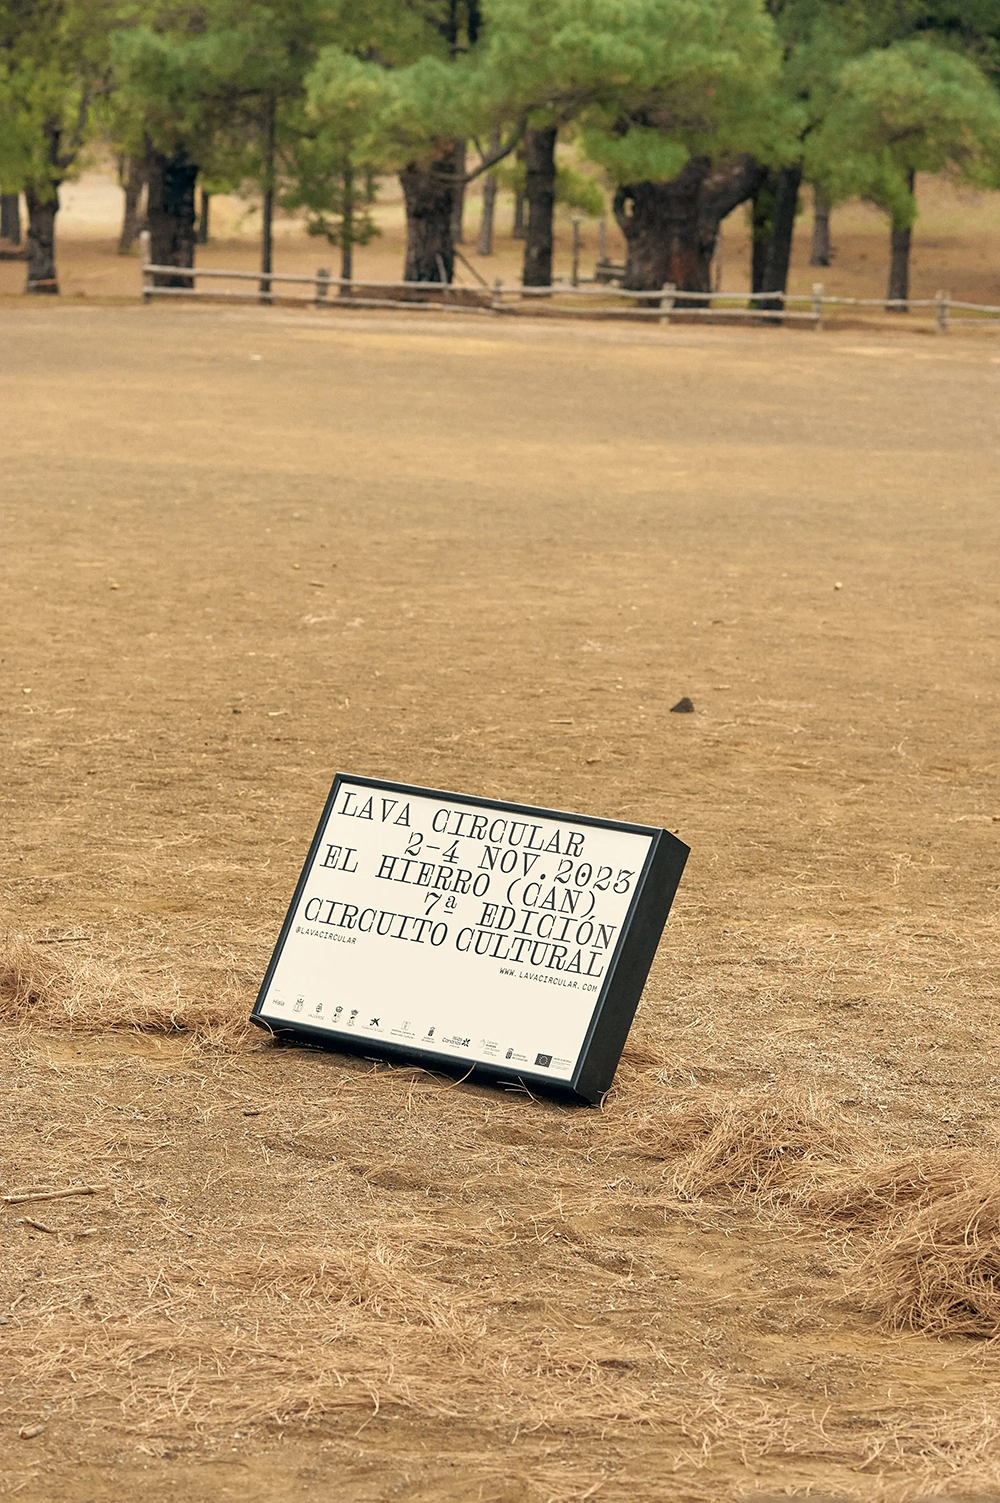 LAVA CIRCULAR
2-4 NOV.2023
EL HIERRO (CAN)
7ª EDICIÓN
CIRCUITO CULTURAL
@LAVACIRCULAR
WWW.LAVACIRCULAR.COM